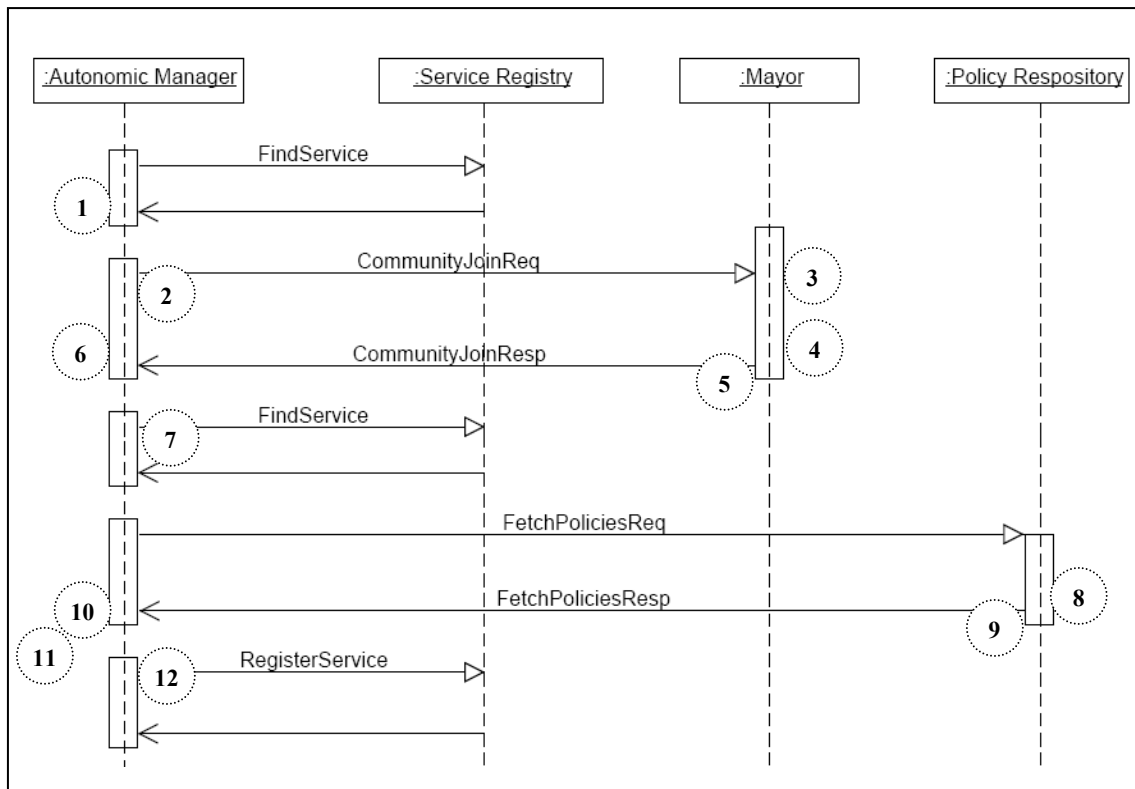 :Autonomic Manager
:Service Registry
:Mayor
:Policy Respository
FindService
1
CommunityJoinReq
2
3
4
CommunityJoinResp
6
5
FindService
7
FetchPoliciesReq
FetchPoliciesResp
8
10
9
11
RegisterService
12